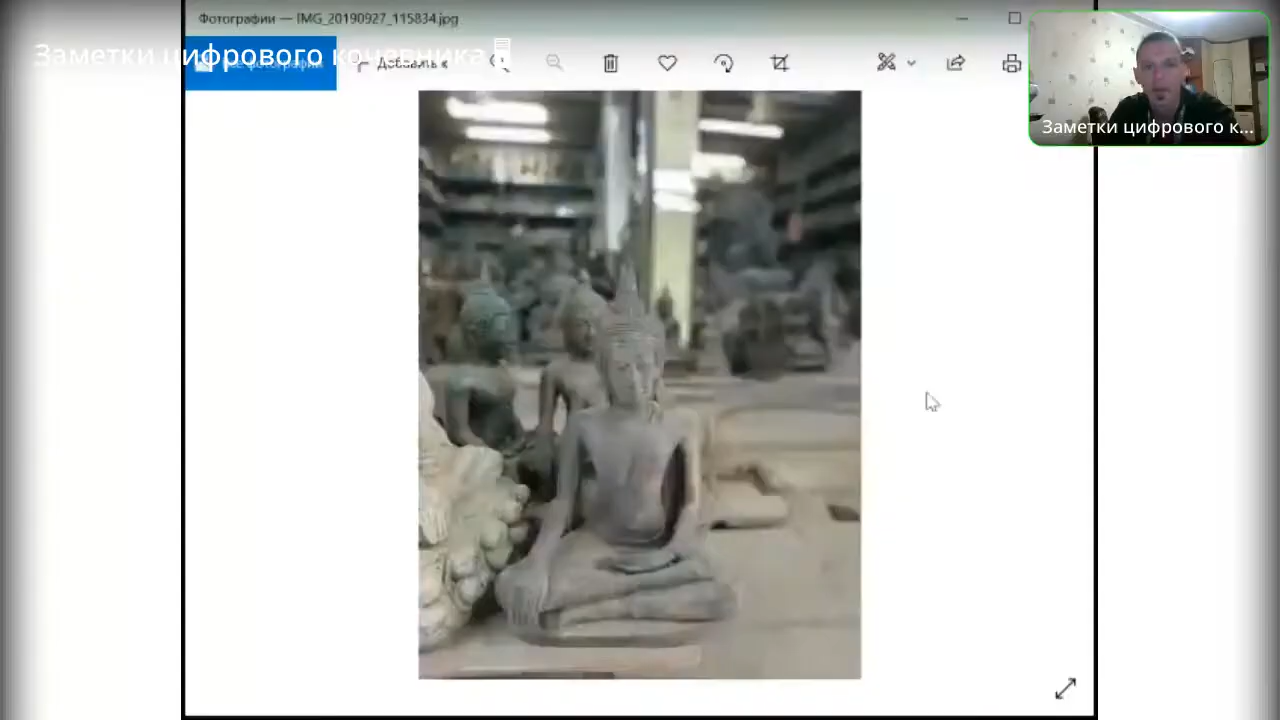 Фотографии — IMG_20190927_115834.jpg
Заметки цифрового кочевника
Добавить к
Заметки цифрового к...